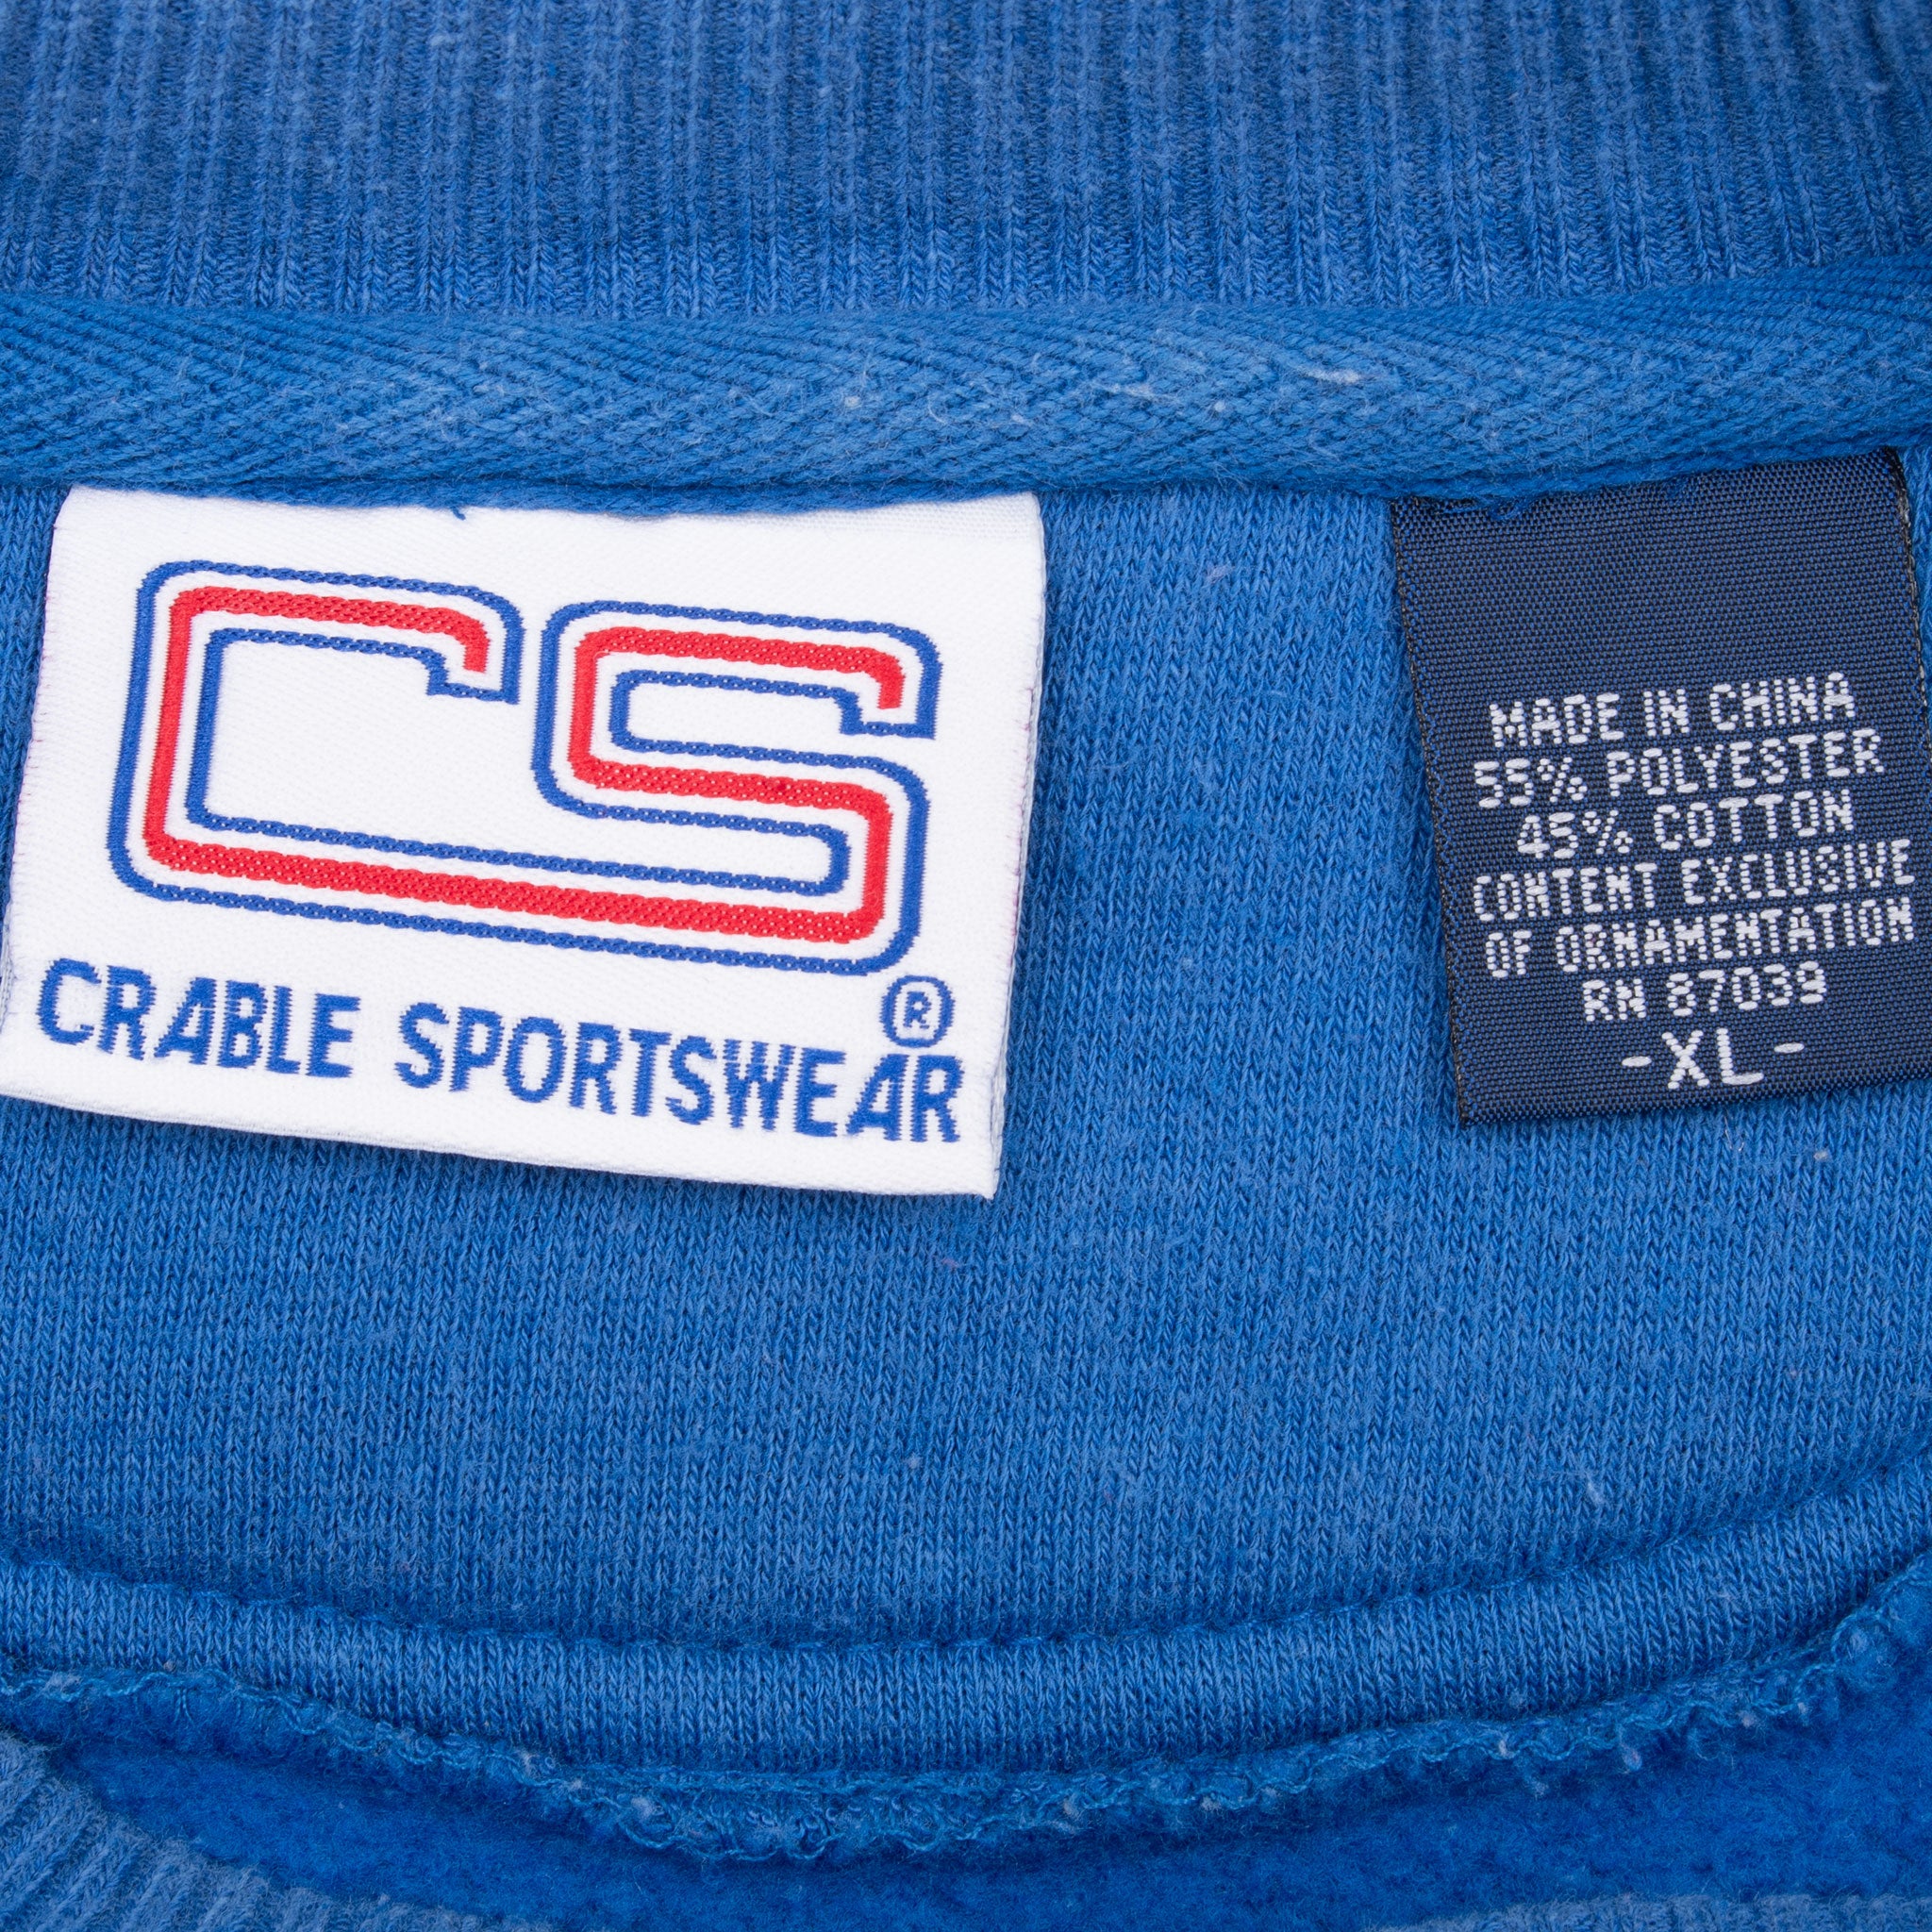 CS
CRABLE SPORTSWEAR®
MADE IN CHINA
55% POLYESTER
45% COTTON
CONTENT EXCLUSIVE
OF ORNAMENTATION
RN 87039
-XL-